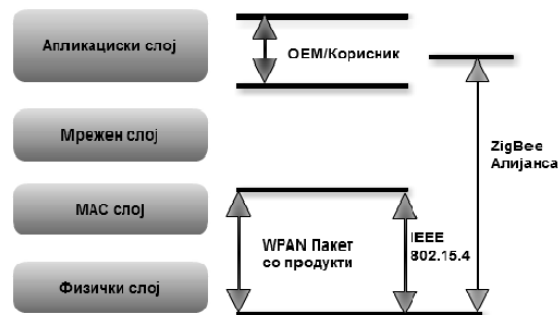 Апликациски слој
OEM/Корисник
Мрежен слој
ZigBee
Алијанса
МАС слој
WPAN Пакет
со продукти
IEEE
802.15.4
Физички слој